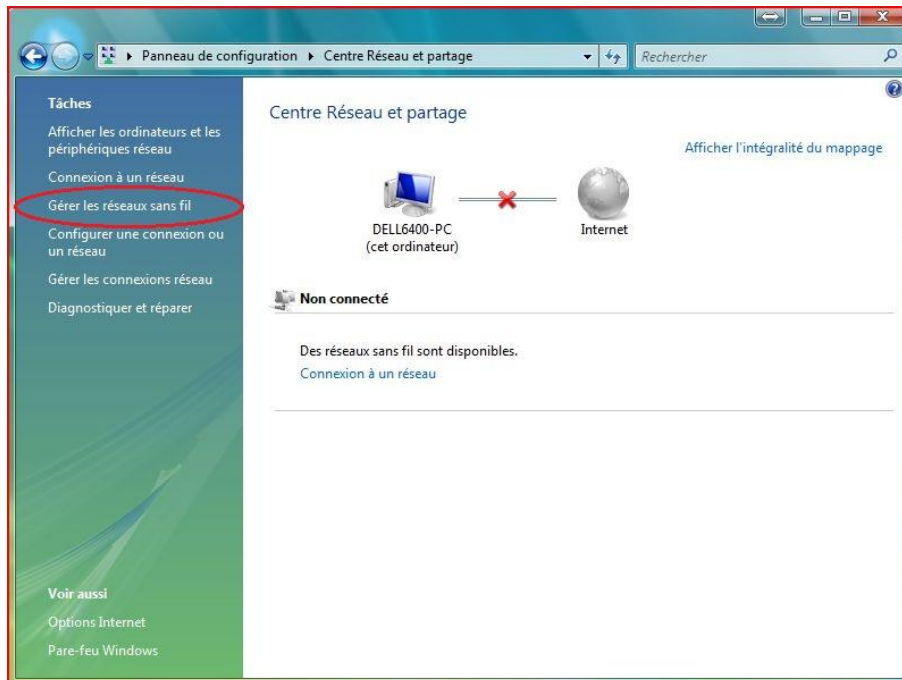 Panneau de configuration ▸ Centre Réseau et partage
Rechercher
Tâches
Afficher les ordinateurs et les
périphériques réseau
Connexion à un réseau
Gérer les réseaux sans fil
Configurer une connexion ou
un réseau
Gérer les connexions réseau
Diagnostiquer et réparer
Voir aussi
Options Internet
Pare-feu Windows
Centre Réseau et partage
Afficher l'intégralité du mappage
DELL6400-PC
(cet ordinateur)
Internet
Non connecté
Des réseaux sans fil sont disponibles.
Connexion à un réseau